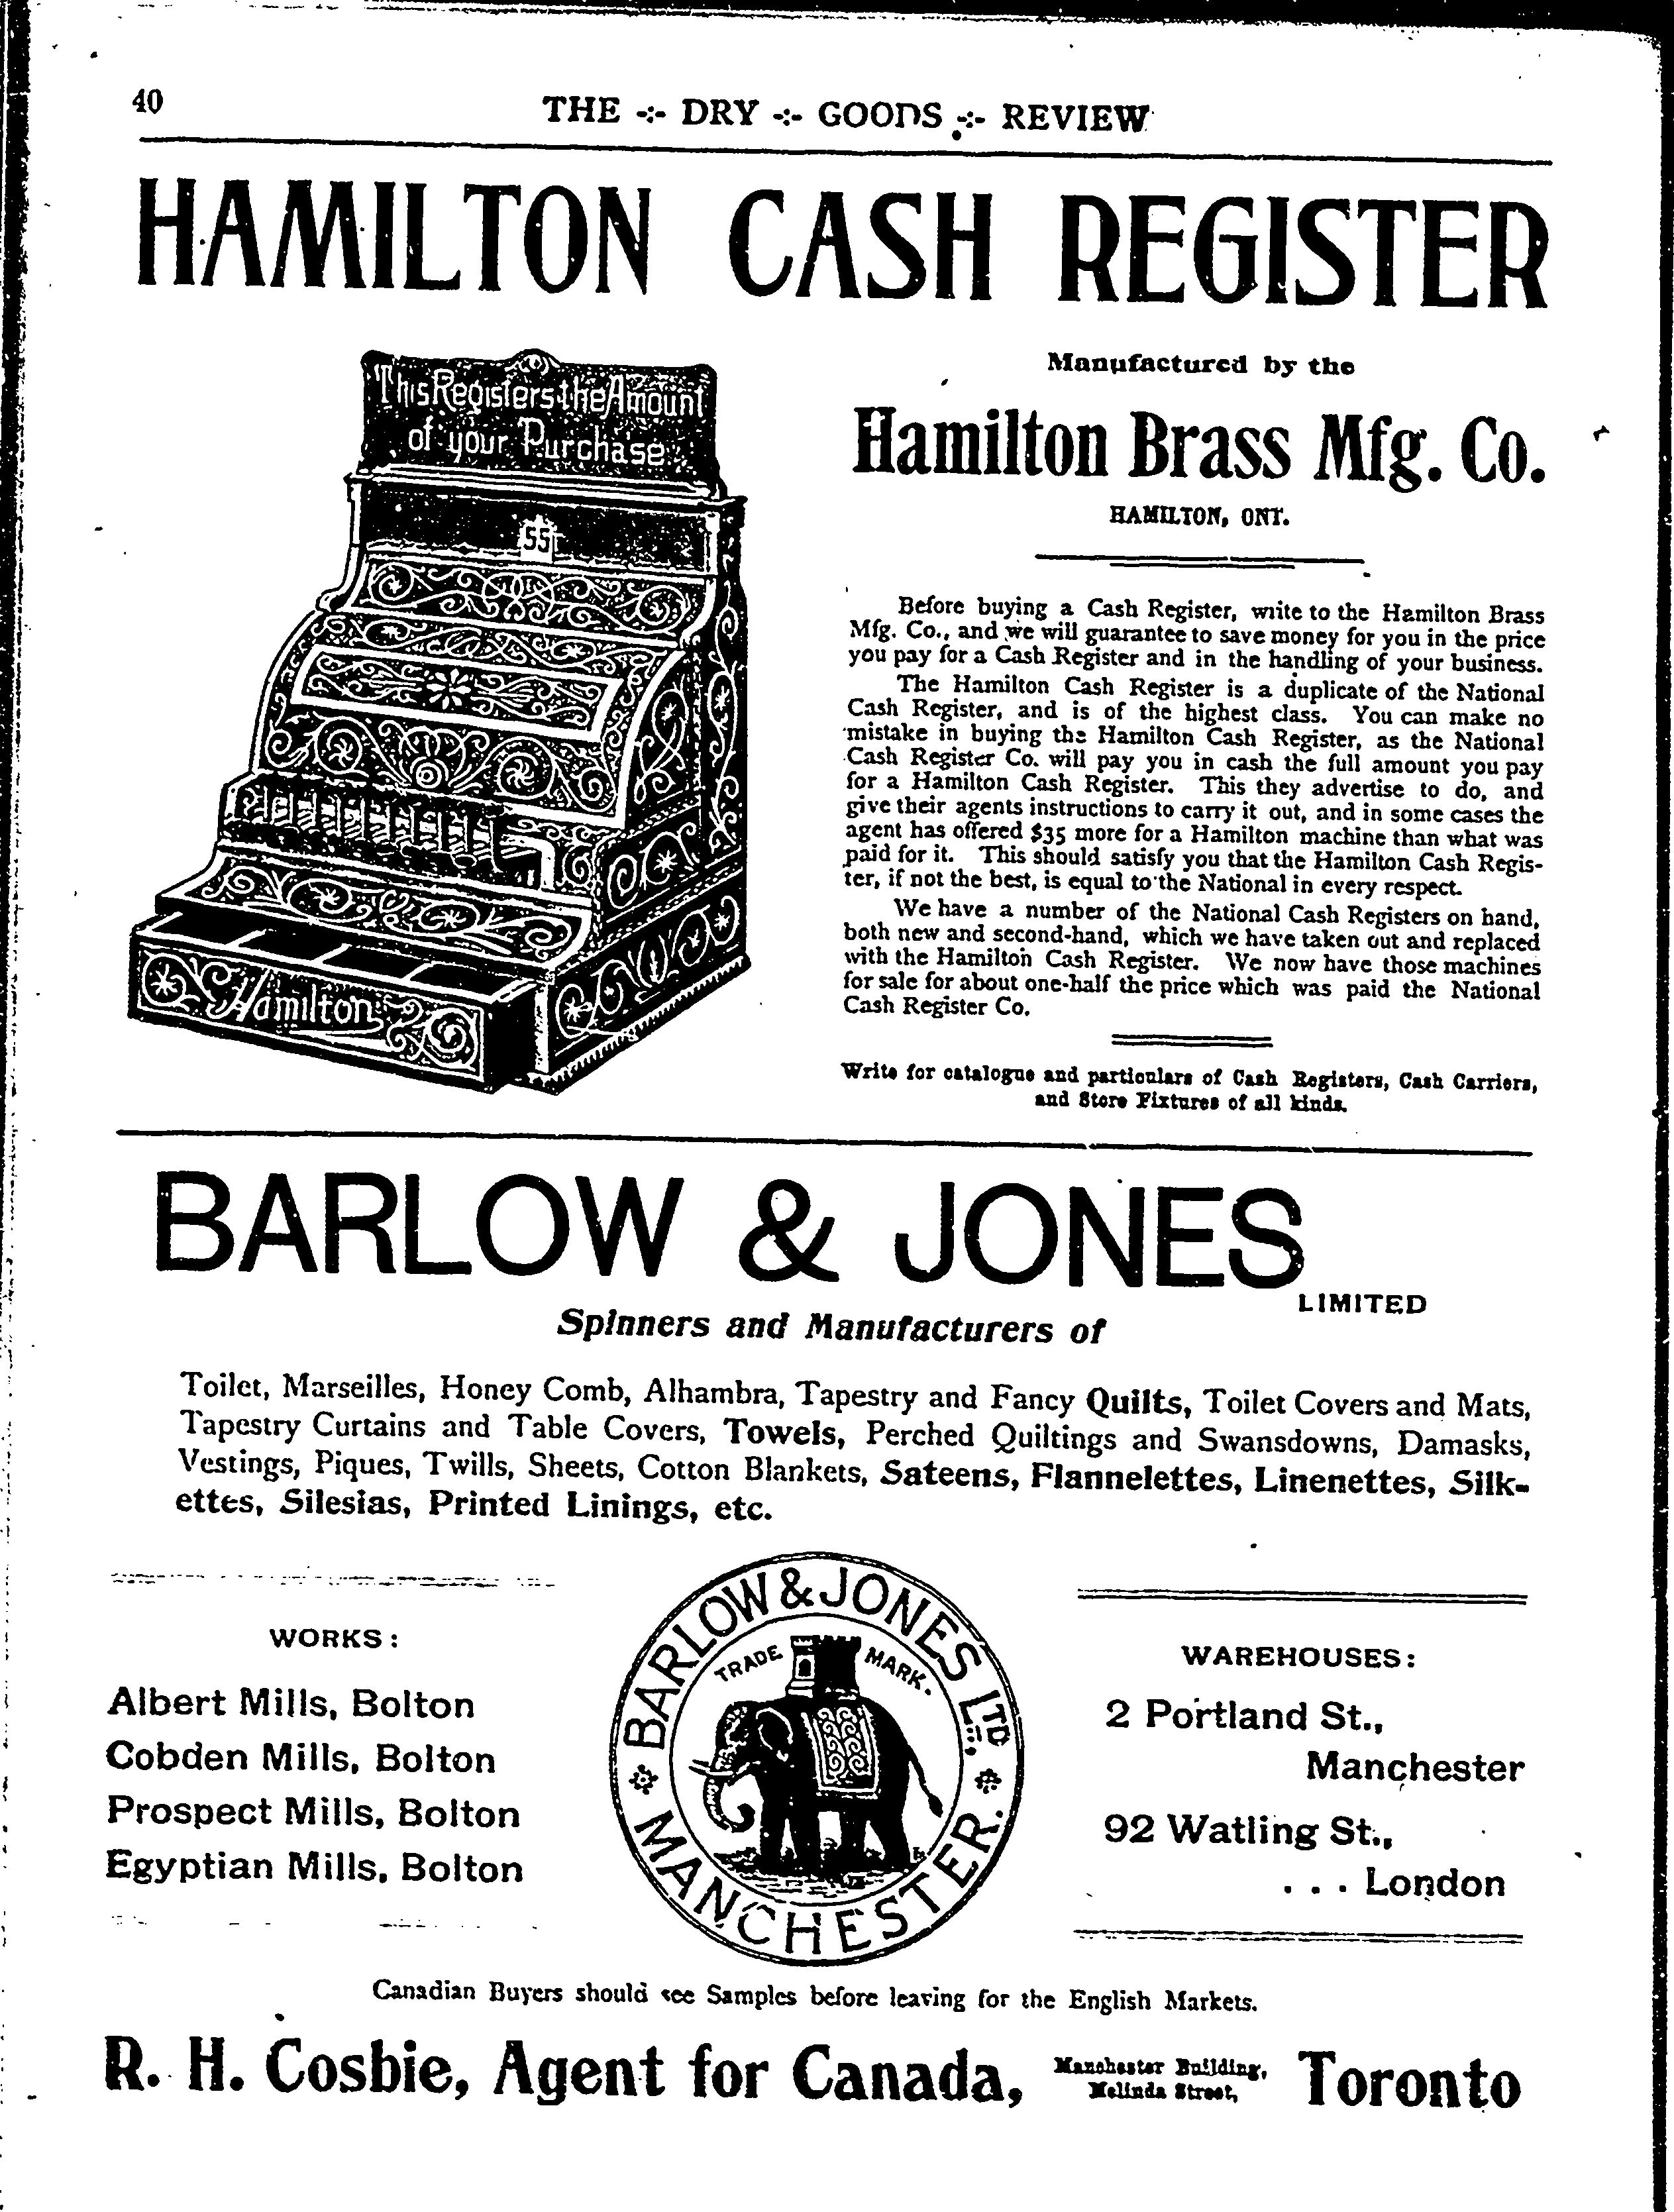 40
THE -:- DRY -:- GOODS -:- REVIEW
HAMILTON CASH REGISTER
This Registers the Amount
of your Purchase
55
Hamilton
Manufactured by the
Hamilton Brass Mfg. Co.
HAMILTON, ONT.
Before buying a Cash Register, write to the Hamilton Brass
Mfg. Co., and we will guarantee to save money for you in the price
you pay for a Cash Register and in the handling of your business.
The Hamilton Cash Register is a duplicate of the National
Cash Register, and is of the highest class. You can make no
mistake in buying the Hamilton Cash Register, as the National
Cash Register Co. will pay you in cash the full amount you pay
for a Hamilton Cash Register. This they advertise to do, and
give their agents instructions to carry it out, and in some cases the
agent has offered $35 more for a Hamilton machine than what was
paid for it. This should satisfy you that the Hamilton Cash Regis-
ter, if not the best, is equal to the National in every respect.
We have a number of the National Cash Registers on hand,
both new and second-hand, which we have taken out and replaced
with the Hamilton Cash Register. We now have those machines
for sale for about one-half the price which was paid the National
Cash Register Co.
Write for catalogue and particulars of Cash Registers, Cash Carriers,
and Store Fixtures of all kinds.
BARLOW & JONES
LIMITED
Spinners and Manufacturers of
Toilet, Marseilles, Honey Comb, Alhambra, Tapestry and Fancy Quilts, Toilet Covers and Mats,
Tapestry Curtains and Table Covers, Towels, Perched Quiltings and Swansdowns, Damasks,
Vestings, Piques, Twills, Sheets, Cotton Blankets, Sateens, Flannelettes, Linenettes, Silk-
ettes, Silesias, Printed Linings, etc.
WORKS:
Albert Mills, Bolton
Cobden Mills, Bolton
Prospect Mills, Bolton
Egyptian Mills, Bolton
BARLOW & JONES LTD.,
TRADE MARK.
MANCHESTER.
WAREHOUSES:
2 Portland St.,
Manchester
92 Watling St.,
. . . London
Canadian Buyers should see Samples before leaving for the English Markets.
R. H. Cosbie, Agent for Canada,
Manchester Building,
Melinda Street,
Toronto